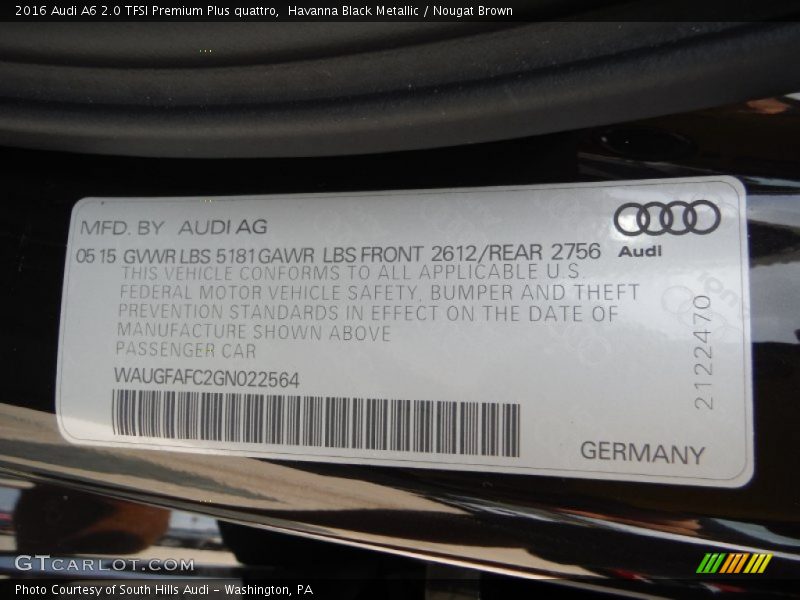 2016 Audi A6 2.0 TFSI Premium Plus quattro,  Havanna Black Metallic / Nougat Brown
MFD. BY AUDI AG
Audi
05 15 GVWR LBS 5181 GAWR LBS FRONT 2612/REAR 2756
THIS VEHICLE CONFORMS TO ALL APPLICABLE U.S.
FEDERAL MOTOR VEHICLE SAFETY, BUMPER AND THEFT
PREVENTION STANDARDS IN EFFECT ON THE DATE OF
MANUFACTURE SHOWN ABOVE
PASSENGER CAR
WAUGFAFC2GN022564
2122470
GERMANY
GTCARLOT.COM
Photo Courtesy of South Hills Audi - Washington, PA